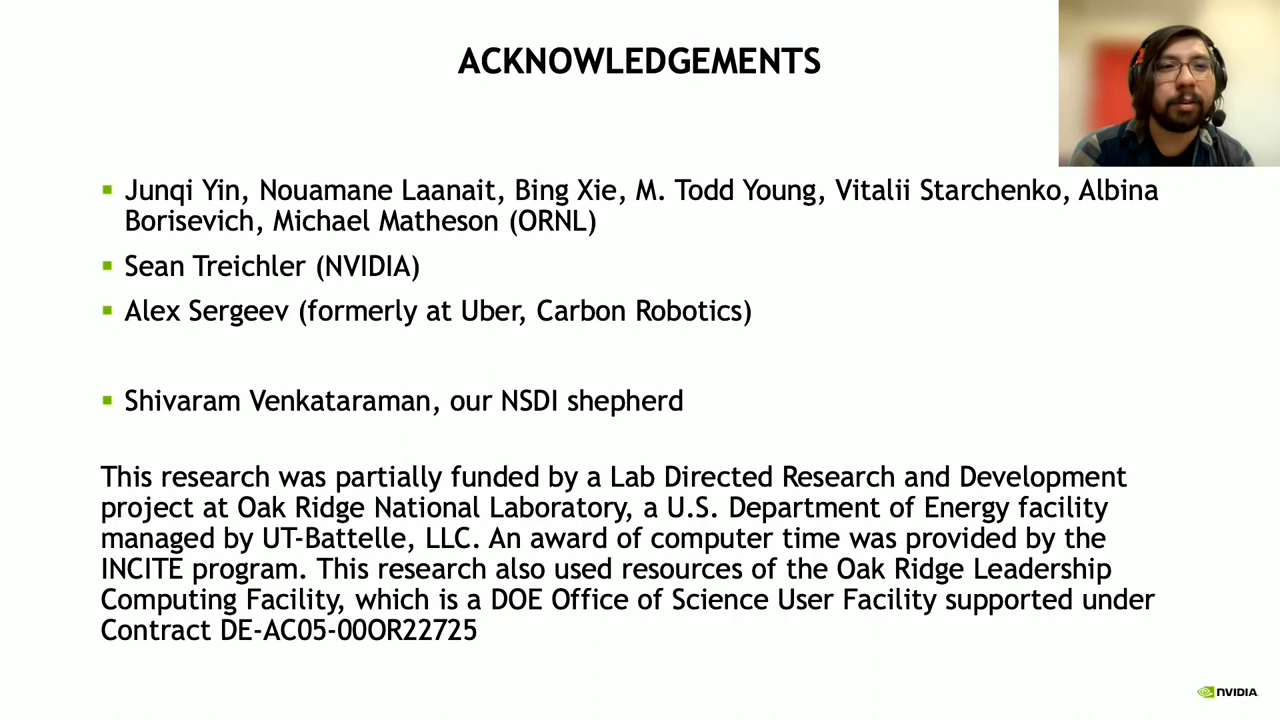 ACKNOWLEDGEMENTS
▪ Junqi Yin, Nouamane Laanait, Bing Xie, M. Todd Young, Vitalii Starchenko, Albina
Borisevich, Michael Matheson (ORNL)
▪ Sean Treichler (NVIDIA)
▪ Alex Sergeev (formerly at Uber, Carbon Robotics)
▪ Shivaram Venkataraman, our NSDI shepherd
This research was partially funded by a Lab Directed Research and Development
project at Oak Ridge National Laboratory, a U.S. Department of Energy facility
managed by UT-Battelle, LLC. An award of computer time was provided by the
INCITE program. This research also used resources of the Oak Ridge Leadership
Computing Facility, which is a DOE Office of Science User Facility supported under
Contract DE-AC05-00OR22725
NVIDIA